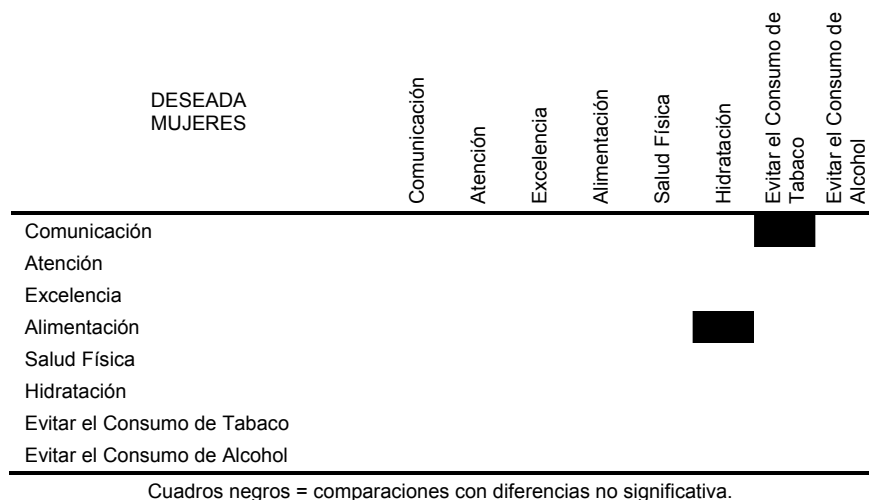 DESEADA
MUJERES
Comunicación
Atención
Excelencia
Alimentación
Salud Física
Hidratación
Evitar el Consumo de
Tabaco
Evitar el Consumo de
Alcohol
Comunicación
Atención
Excelencia
Alimentación
Salud Física
Hidratación
Evitar el Consumo de Tabaco
Evitar el Consumo de Alcohol
Cuadros negros = comparaciones con diferencias no significativa.